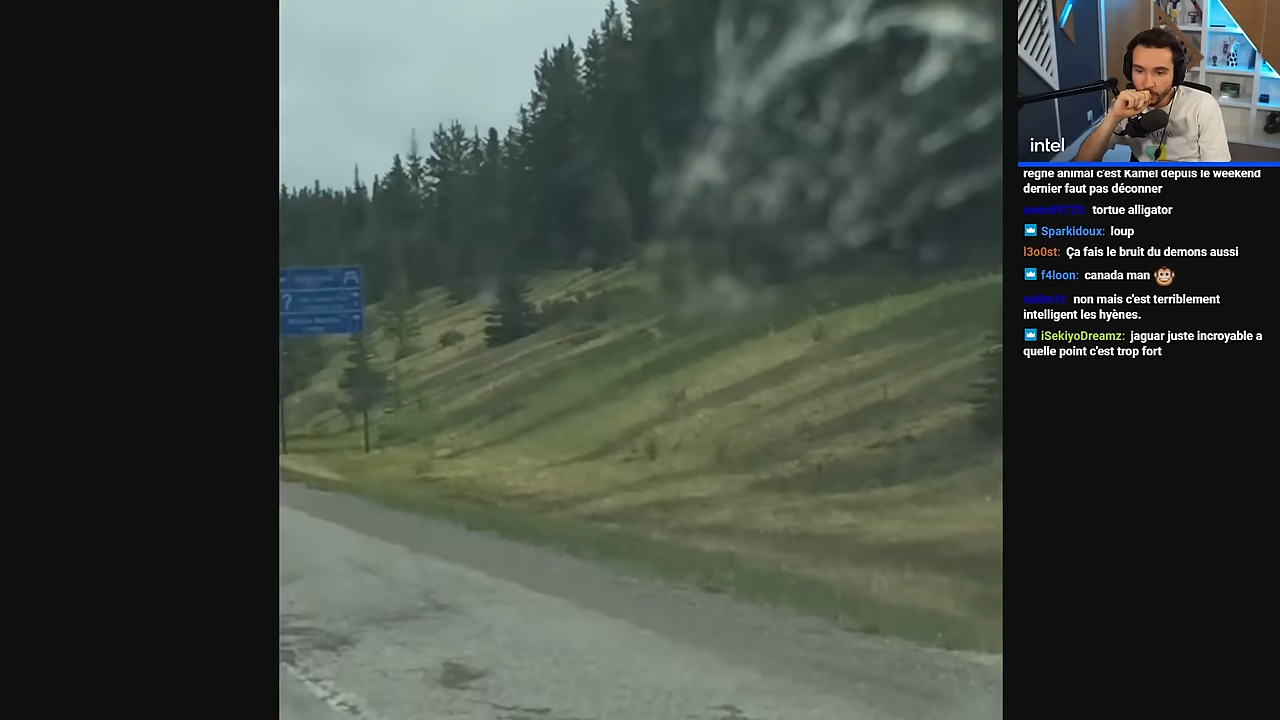 intel
règne animal c'est Kamel depuis le weekend
dernier faut pas déconner
tortue alligator
Sparkidoux: loup
l3o0st: Ça fais le bruit du demons aussi
f4loon: canada man
non mais c'est terriblement
intelligent les hyènes.
iSekiyoDreamz: jaguar juste incroyable a
quelle point c'est trop fort
?